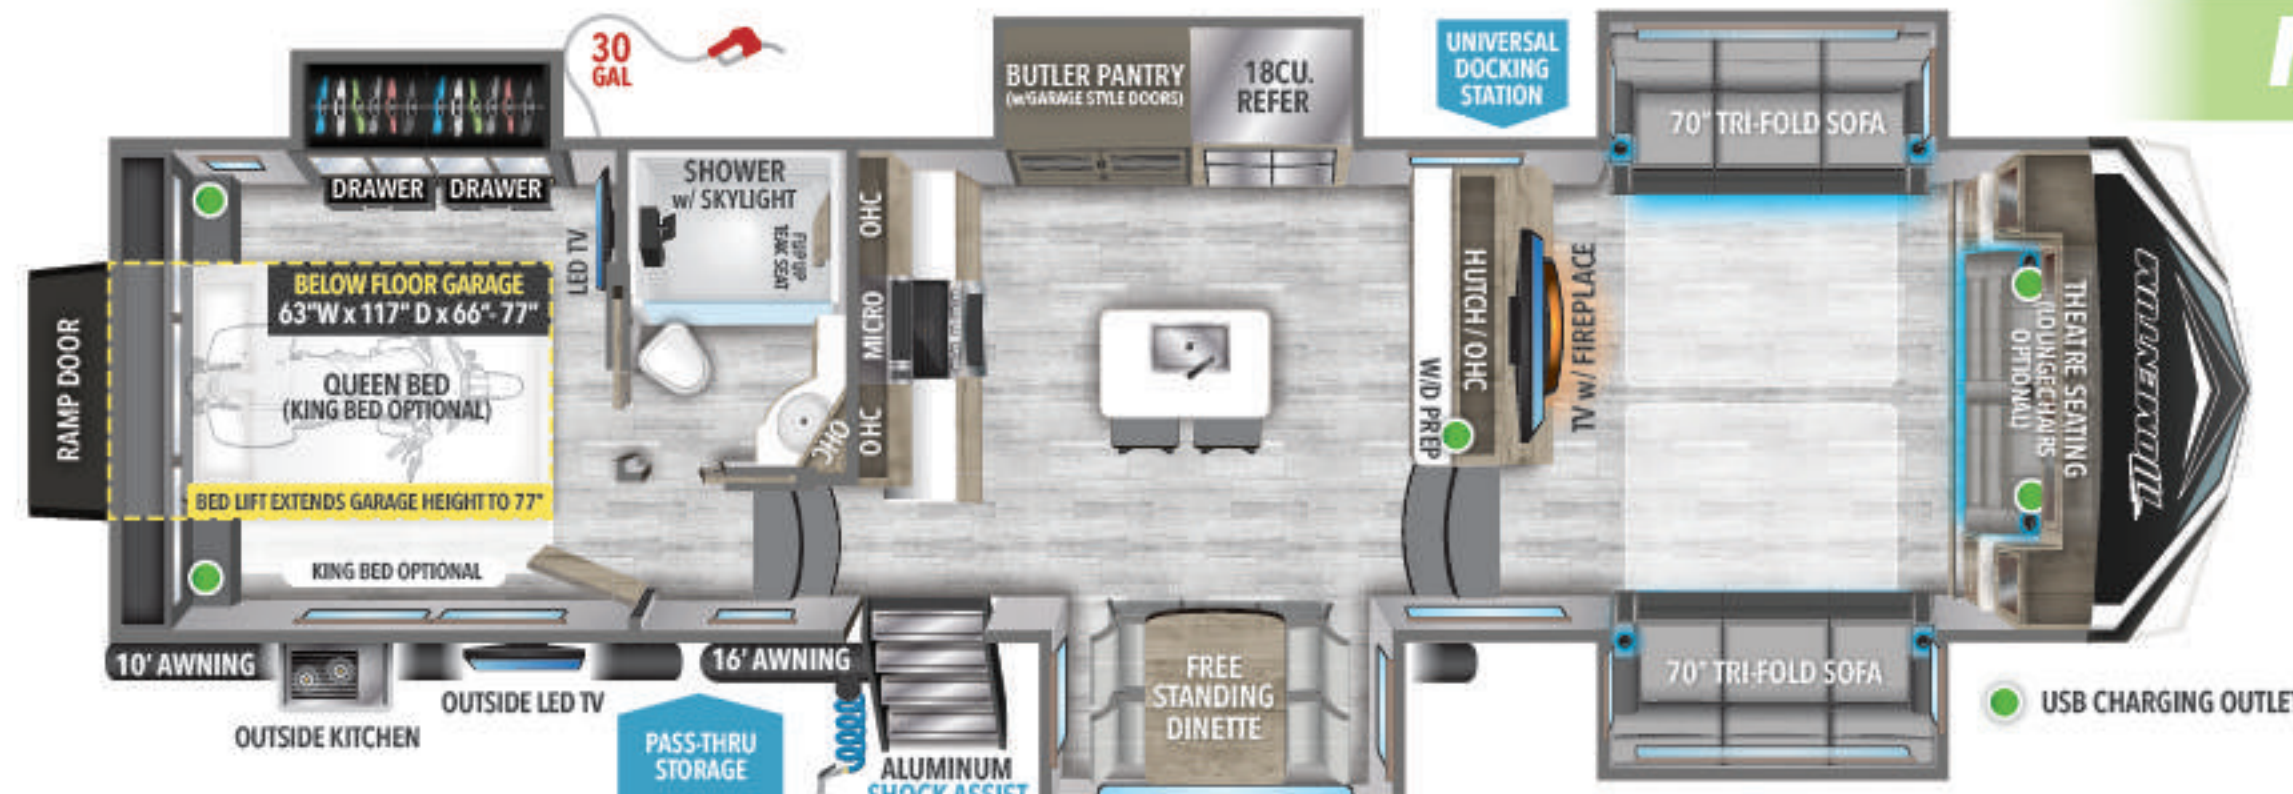 30
GAL
BUTLER PANTRY
(w/GARAGE STYLE DOORS)
18CU.
REFER
UNIVERSAL
DOCKING
STATION
70" TRI-FOLD SOFA
DRAWER
DRAWER
SHOWER
w/ SKYLIGHT
FLIP UP
TEAK SEAT
LED TV
OHC
MICRO
OHC
OHC
BELOW FLOOR GARAGE
63"W x 117" D x 66"- 77"
QUEEN BED
(KING BED OPTIONAL)
BED LIFT EXTENDS GARAGE HEIGHT TO 77"
KING BED OPTIONAL
RAMP DOOR
HUTCH / OHC
W/D PREP
TV w/ FIREPLACE
THEATRE SEATING
(LOUNGE CHAIRS
OPTIONAL)
MOMENTUM
10' AWNING
16' AWNING
OUTSIDE KITCHEN
OUTSIDE LED TV
PASS-THRU
STORAGE
ALUMINUM
SHOCK ASSIST
FREE
STANDING
DINETTE
70" TRI-FOLD SOFA
USB CHARGING OUTLET